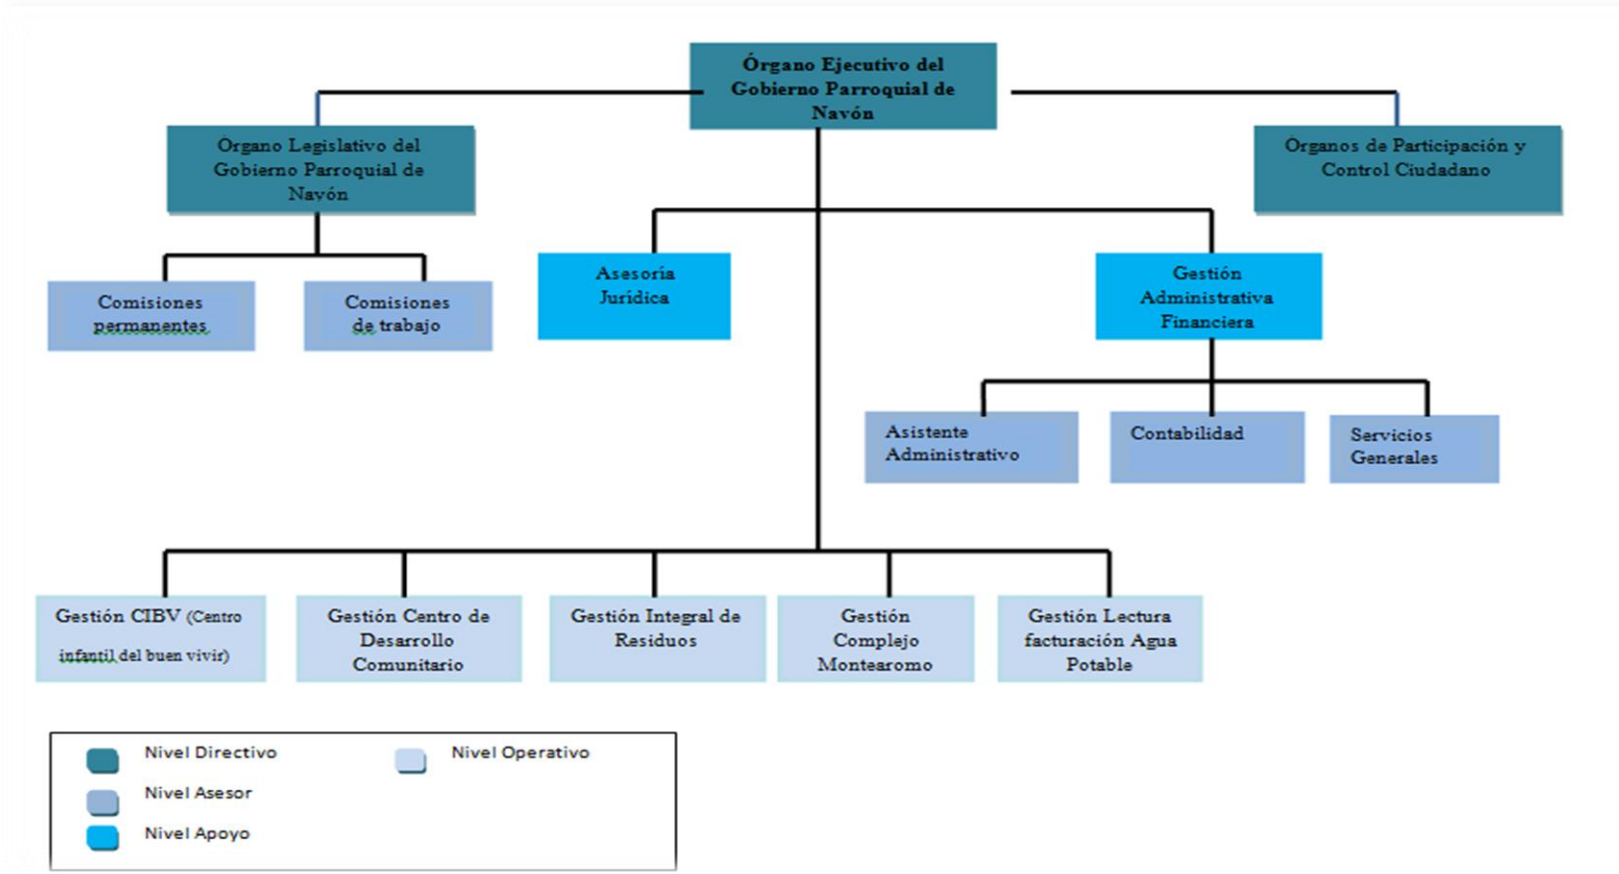 Órgano Ejecutivo del
Gobierno Parroquial de
Navón
Órgano Legislativo del
Gobierno Parroquial de
Navón
Órganos de Participación y
Control Ciudadano
Asesoría
Jurídica
Gestión
Administrativa
Financiera
Comisiones
permanentes
Comisiones
de trabajo
Asistente
Administrativo
Contabilidad
Servicios
Generales
Gestión CIBV (Centro
infantil del buen vivir)
Gestión Centro de
Desarrollo
Comunitario
Gestión Integral de
Residuos
Gestión
Complejo
Montearomo
Gestión Lectura
facturación Agua
Potable
Nivel Directivo
Nivel Operativo
Nivel Asesor
Nivel Apoyo